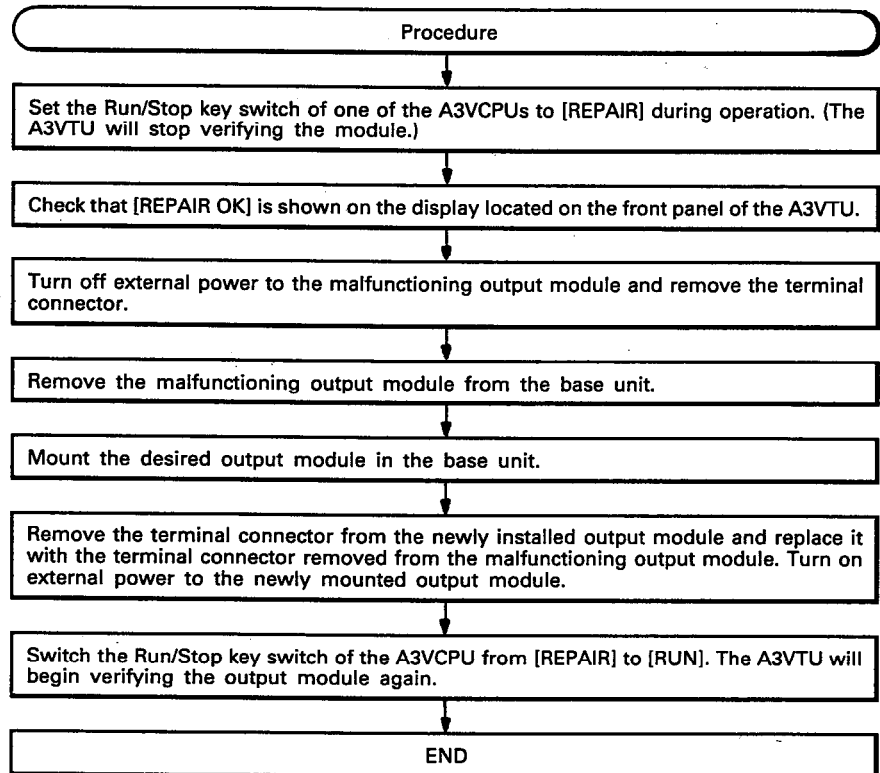 Procedure
Set the Run/Stop key switch of one of the A3VCPUs to [REPAIR] during operation. (The
A3VTU will stop verifying the module.)
Check that [REPAIR OK] is shown on the display located on the front panel of the A3VTU.
Turn off external power to the malfunctioning output module and remove the terminal
connector.
Remove the malfunctioning output module from the base unit.
Mount the desired output module in the base unit.
Remove the terminal connector from the newly installed output module and replace it
with the terminal connector removed from the malfunctioning output module. Turn on
external power to the newly mounted output module.
Switch the Run/Stop key switch of the A3VCPU from [REPAIR] to [RUN]. The A3VTU will
begin verifying the output module again.
END